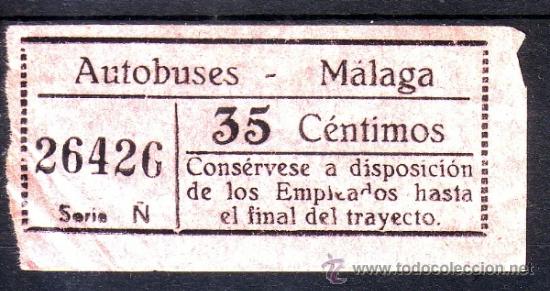 Autobuses - Málaga
26426
Serie Ñ
35 Céntimos
Consérvese a disposición
de los Empleados hasta
el final del trayecto.
© todocoleccion
www.todocoleccion.net